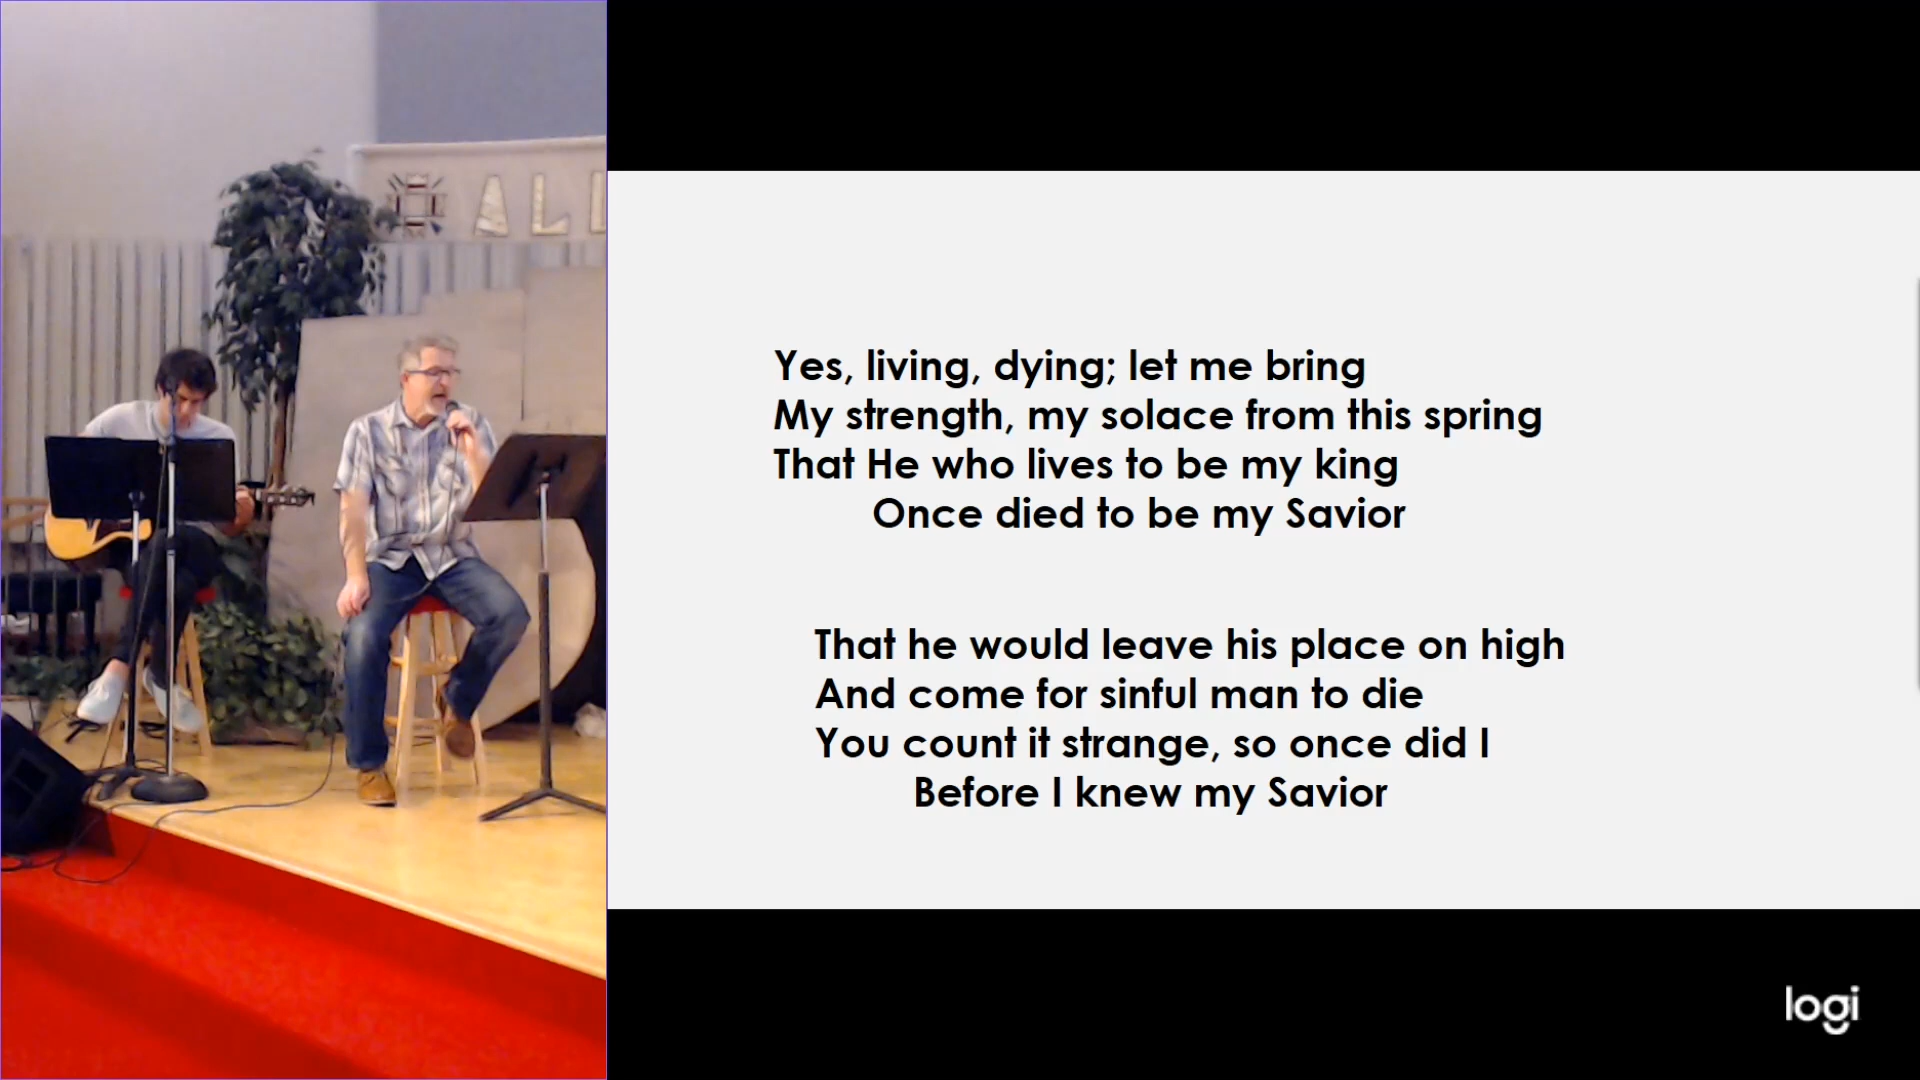 ALL
Yes, living, dying; let me bring
My strength, my solace from this spring
That He who lives to be my king
Once died to be my Savior
That he would leave his place on high
And come for sinful man to die
You count it strange, so once did I
Before I knew my Savior
logi